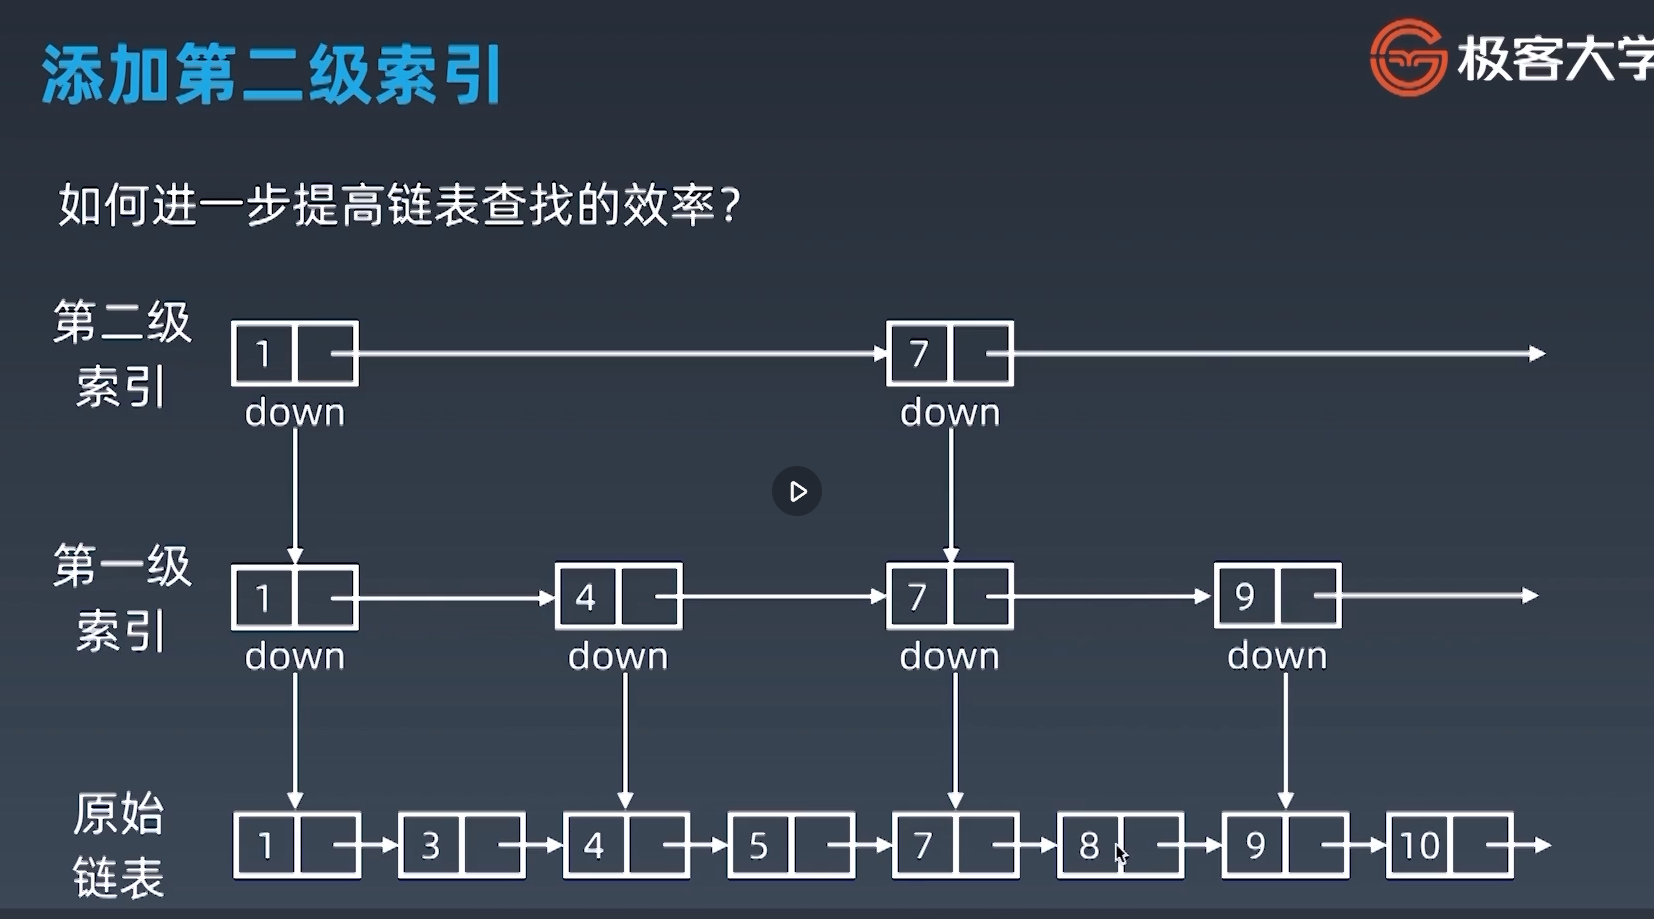 添加第二级索引
极客大学
如何进一步提高链表查找的效率?
第二级
索引
1 7
down down
第一级
索引
1 4 7 9
down down down down
原始
链表
1 3 4 5 7 8 9 10